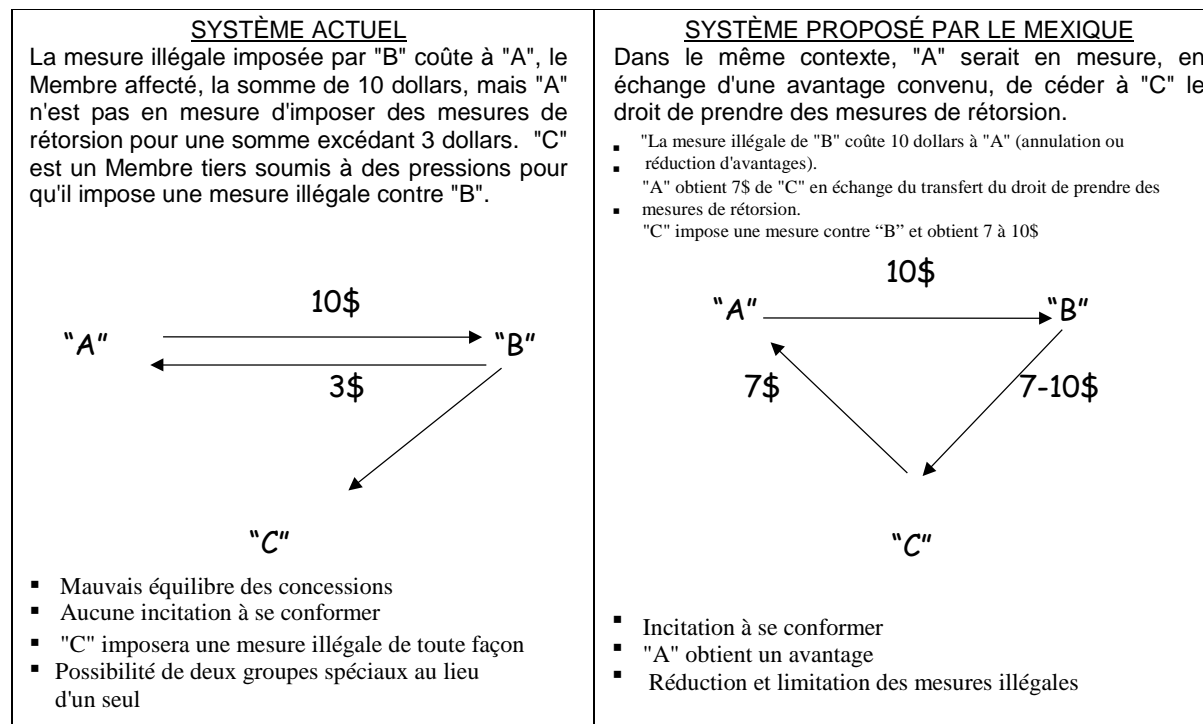 SYSTÈME ACTUEL
La mesure illégale imposée par "B" coûte à "A", le
Membre affecté, la somme de 10 dollars, mais "A"
n'est pas en mesure d'imposer des mesures de
rétorsion pour une somme excédant 3 dollars. "C"
est un Membre tiers soumis à des pressions pour
qu'il impose une mesure illégale contre "B".
10$
"A"
"B"
3$
"C"
▪ Mauvais équilibre des concessions
▪ Aucune incitation à se conformer
▪ "C" imposera une mesure illégale de toute façon
▪ Possibilité de deux groupes spéciaux au lieu
d'un seul
SYSTÈME PROPOSÉ PAR LE MEXIQUE
Dans le même contexte, "A" serait en mesure, en
échange d'une avantage convenu, de céder à "C" le
droit de prendre des mesures de rétorsion.
▪ "La mesure illégale de "B" coûte 10 dollars à "A" (annulation ou
▪ réduction d'avantages).
"A" obtient 7$ de "C" en échange du transfert du droit de prendre des
▪ mesures de rétorsion.
"C" impose une mesure contre “B” et obtient 7 à 10$
10$
"A"
"B"
7$
7-10$
"C"
▪ Incitation à se conformer
▪ "A" obtient un avantage
▪ Réduction et limitation des mesures illégales